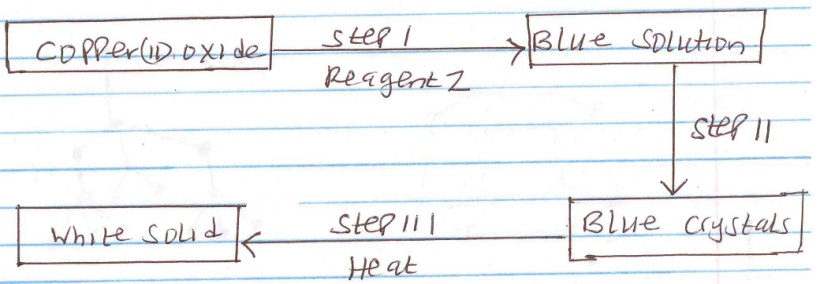 Copper(II).oxide
Step I
Reagent Z
Blue solution
Step II
Blue crystals
Step III
Heat
White solid